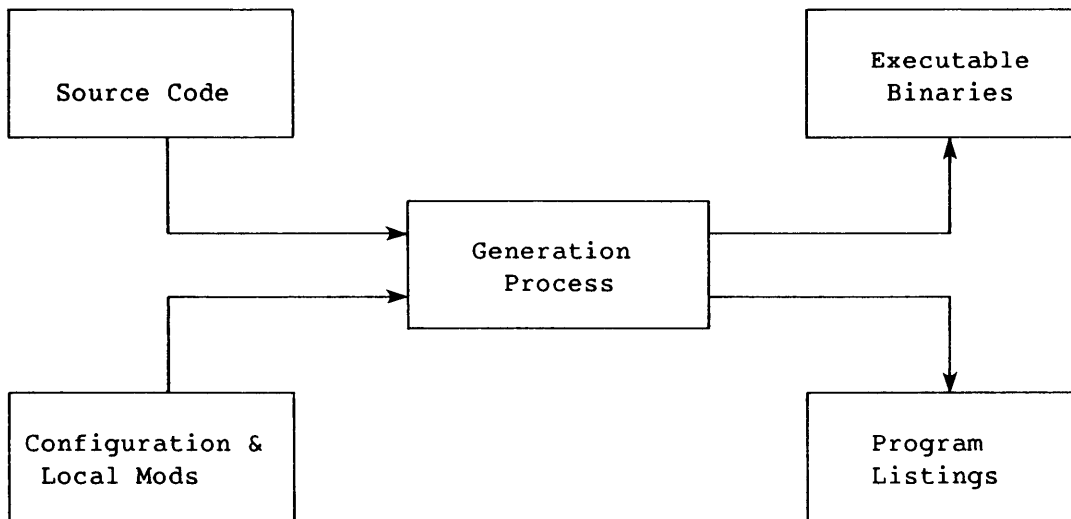 Source Code
Executable
Binaries
Generation
Process
Configuration &
Local Mods
Program
Listings